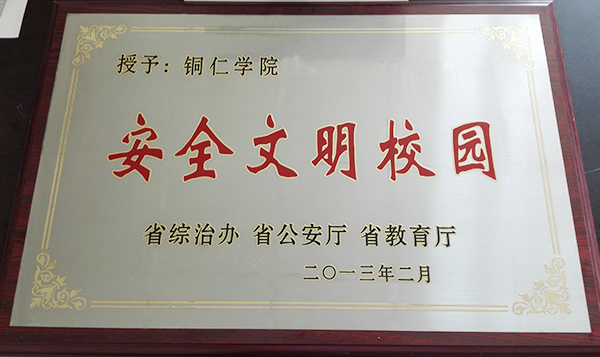 授予：铜仁学院
安全文明校园
省综治办 省公安厅 省教育厅
二〇一三年二月